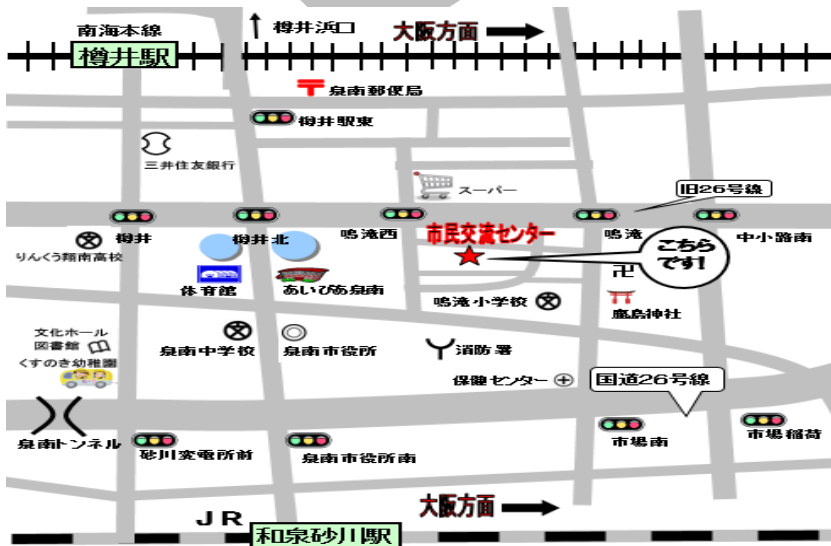 南海本線
樽井浜口
大阪方面
樽井駅
泉南郵便局
樽井駅東
三井住友銀行
スーパー
旧26号線
樽井
樽井北
鳴滝西
市民交流センター
鳴滝
中小路南
こちら
です!
りんくう翔南高校
体育館
あいぴあ泉南
鳴滝小学校
鹿島神社
文化ホール
図書館
くすのき幼稚園
泉南中学校
泉南市役所
消防署
保健センター
国道26号線
泉南トンネル
砂川変電所前
泉南市役所南
市場南
市場稲荷
大阪方面
JR
和泉砂川駅